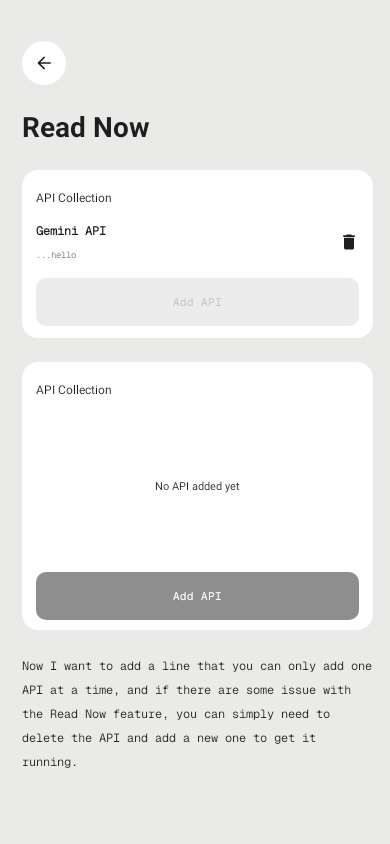 Read Now
API Collection
Gemini API
...hello
Add API
API Collection
No API added yet
Add API
Now I want to add a line that you can only add one
API at a time, and if there are some issue with
the Read Now feature, you can simply need to
delete the API and add a new one to get it
running.